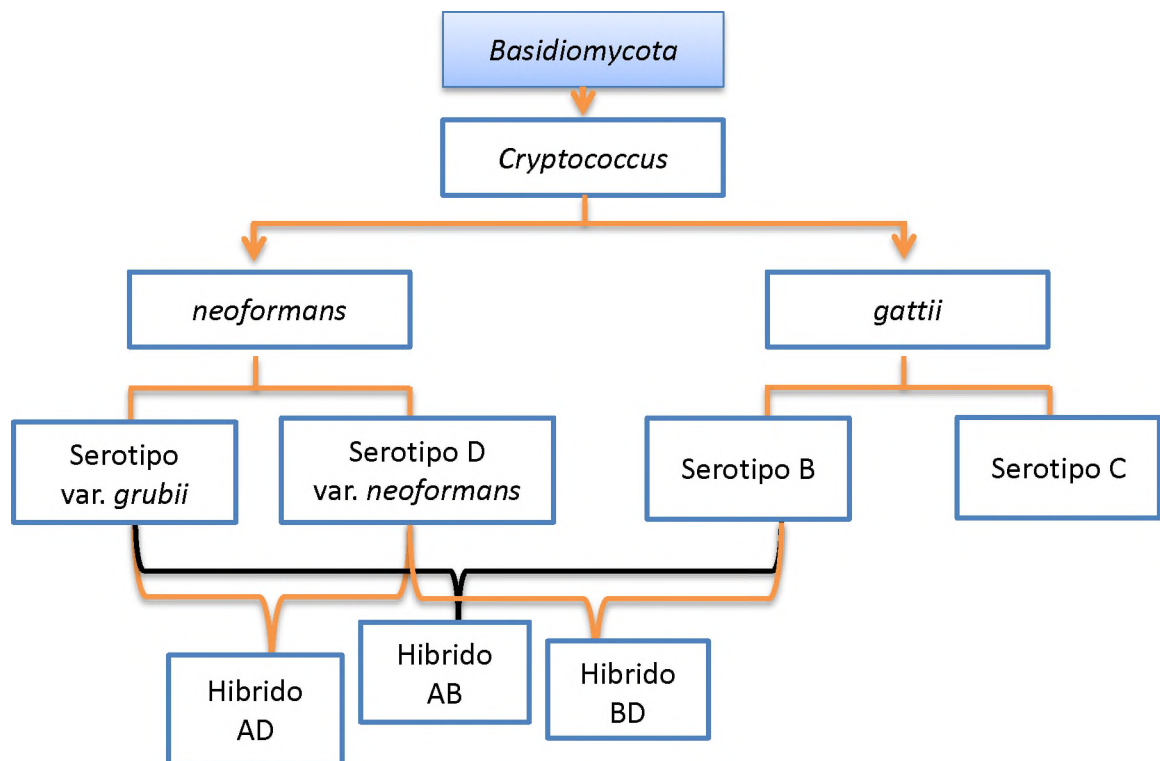 Basidiomycota
Cryptococcus
neoformans
gattii
Serotipo
var. grubii
Serotipo D
var. neoformans
Serotipo B
Serotipo C
Hibrido
AD
Hibrido
AB
Hibrido
BD